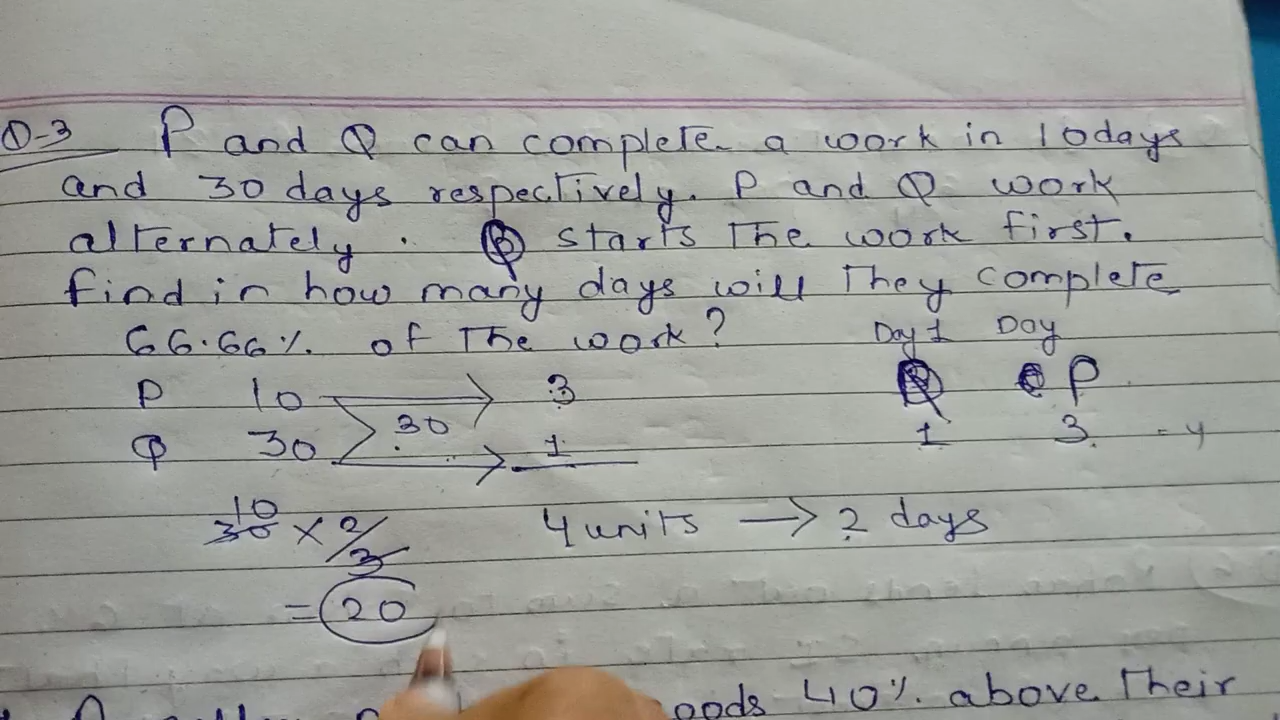 Q-3 P and Q can complete a work in 10 days
and 30 days respectively. P and Q work
alternately. Q starts the work first.
Find in how many days will they complete
66.66% of the work?
Day 1 Day
P 10 3 Q P
30
Q 30 1 1 3 = 4
10
30 × 2/3 4 units → 2 days
= 20
oods 40% above their